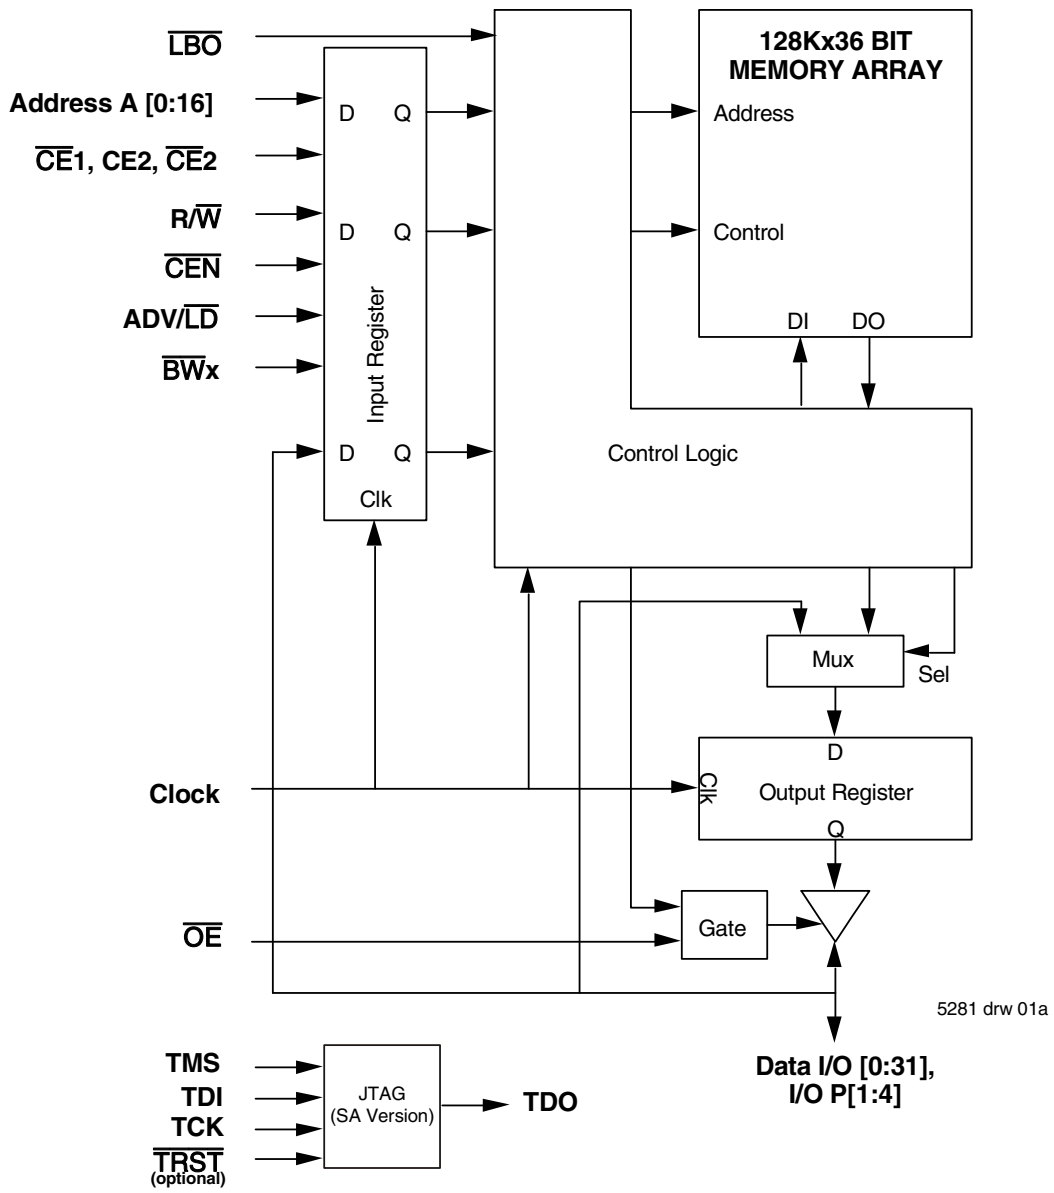 LBO
128Kx36 BIT
MEMORY ARRAY
Address A [0:16]
D Q
Address
CE1, CE2, CE2
R/W
D Q
Control
CEN
ADV/LD
Input Register
DI DO
BWx
D Q
Control Logic
Clk
Mux
Sel
D
Clock
Clk
Output Register
Q
OE
Gate
5281 drw 01a
Data I/O [0:31],
I/O P[1:4]
TMS
TDI
TCK
TRST
(optional)
JTAG
(SA Version)
TDO